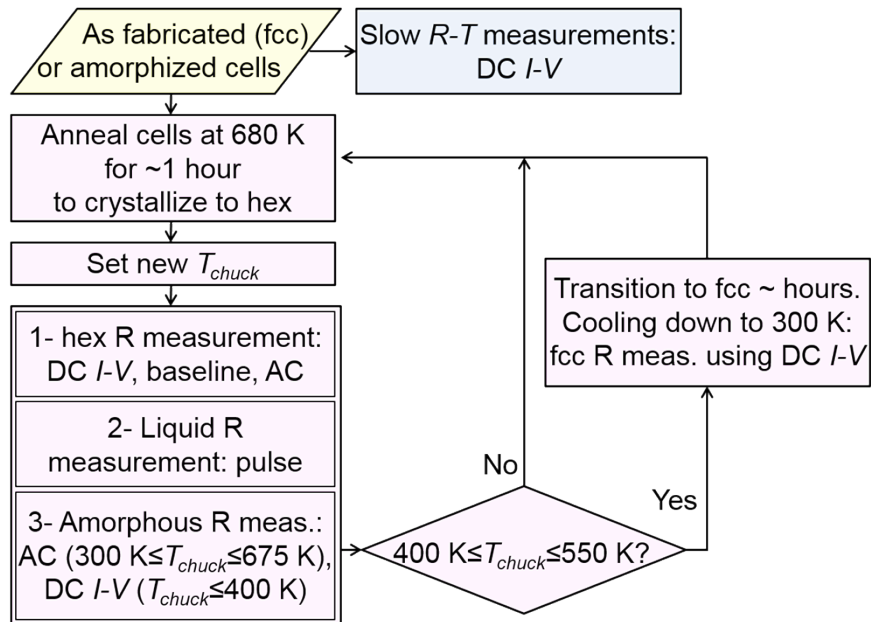 As fabricated (fcc)
or amorphized cells
Slow R-T measurements:
DC I-V
Anneal cells at 680 K
for ~1 hour
to crystallize to hex
Set new Tchuck
1- hex R measurement:
DC I-V, baseline, AC
2- Liquid R
measurement: pulse
3- Amorphous R meas.:
AC (300 K≤Tchuck≤675 K),
DC I-V (Tchuck≤400 K)
400 K≤Tchuck≤550 K?
No
Yes
Transition to fcc ~ hours.
Cooling down to 300 K:
fcc R meas. using DC I-V